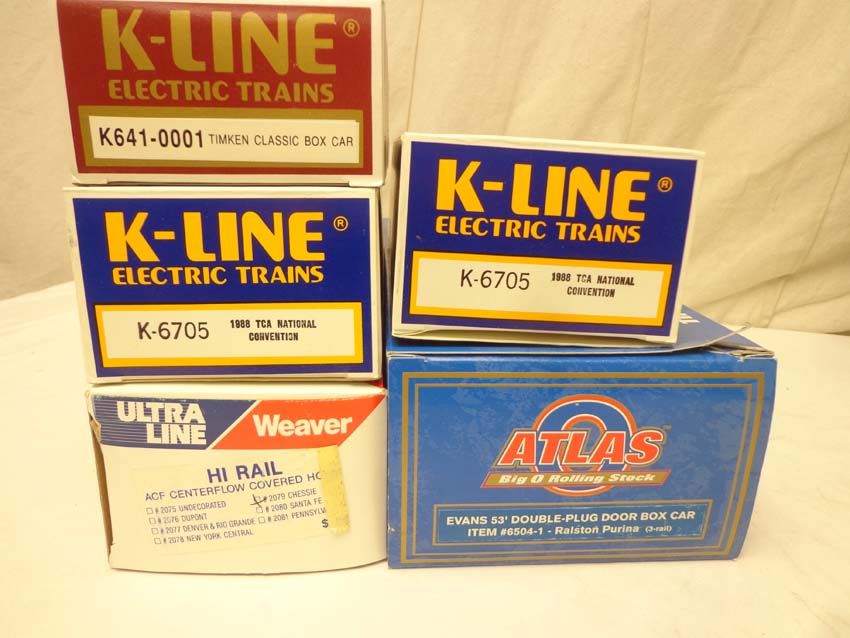 K-LINE®
ELECTRIC TRAINS
K641-0001 TIMKEN CLASSIC BOX CAR
K-LINE®
ELECTRIC TRAINS
K-6705 1988 TCA NATIONAL
CONVENTION
K-LINE®
ELECTRIC TRAINS
K-6705 1988 TCA NATIONAL
CONVENTION
ULTRA
LINE Weaver
HI RAIL
ACF CENTERFLOW COVERED HO
□ # 2075 UNDECORATED
□ # 2076 DUPONT
□ # 2077 DENVER & RIO GRANDE
□ # 2078 NEW YORK CENTRAL
# 2079 CHESSIE
□ # 2080 SANTA FE
□ # 2081 PENNSYLV
$
ATLAS O™
Big O Rolling Stock
EVANS 53' DOUBLE-PLUG DOOR BOX CAR
ITEM #6504-1 - Ralston Purina (3-rail)